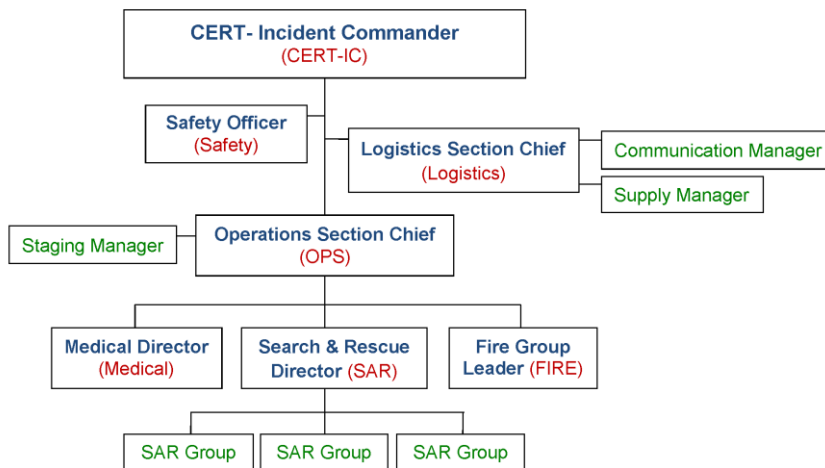 CERT- Incident Commander
(CERT-IC)
Safety Officer
(Safety)
Logistics Section Chief
(Logistics)
Communication Manager
Supply Manager
Staging Manager
Operations Section Chief
(OPS)
Medical Director
(Medical)
Search & Rescue
Director (SAR)
Fire Group
Leader (FIRE)
SAR Group
SAR Group
SAR Group